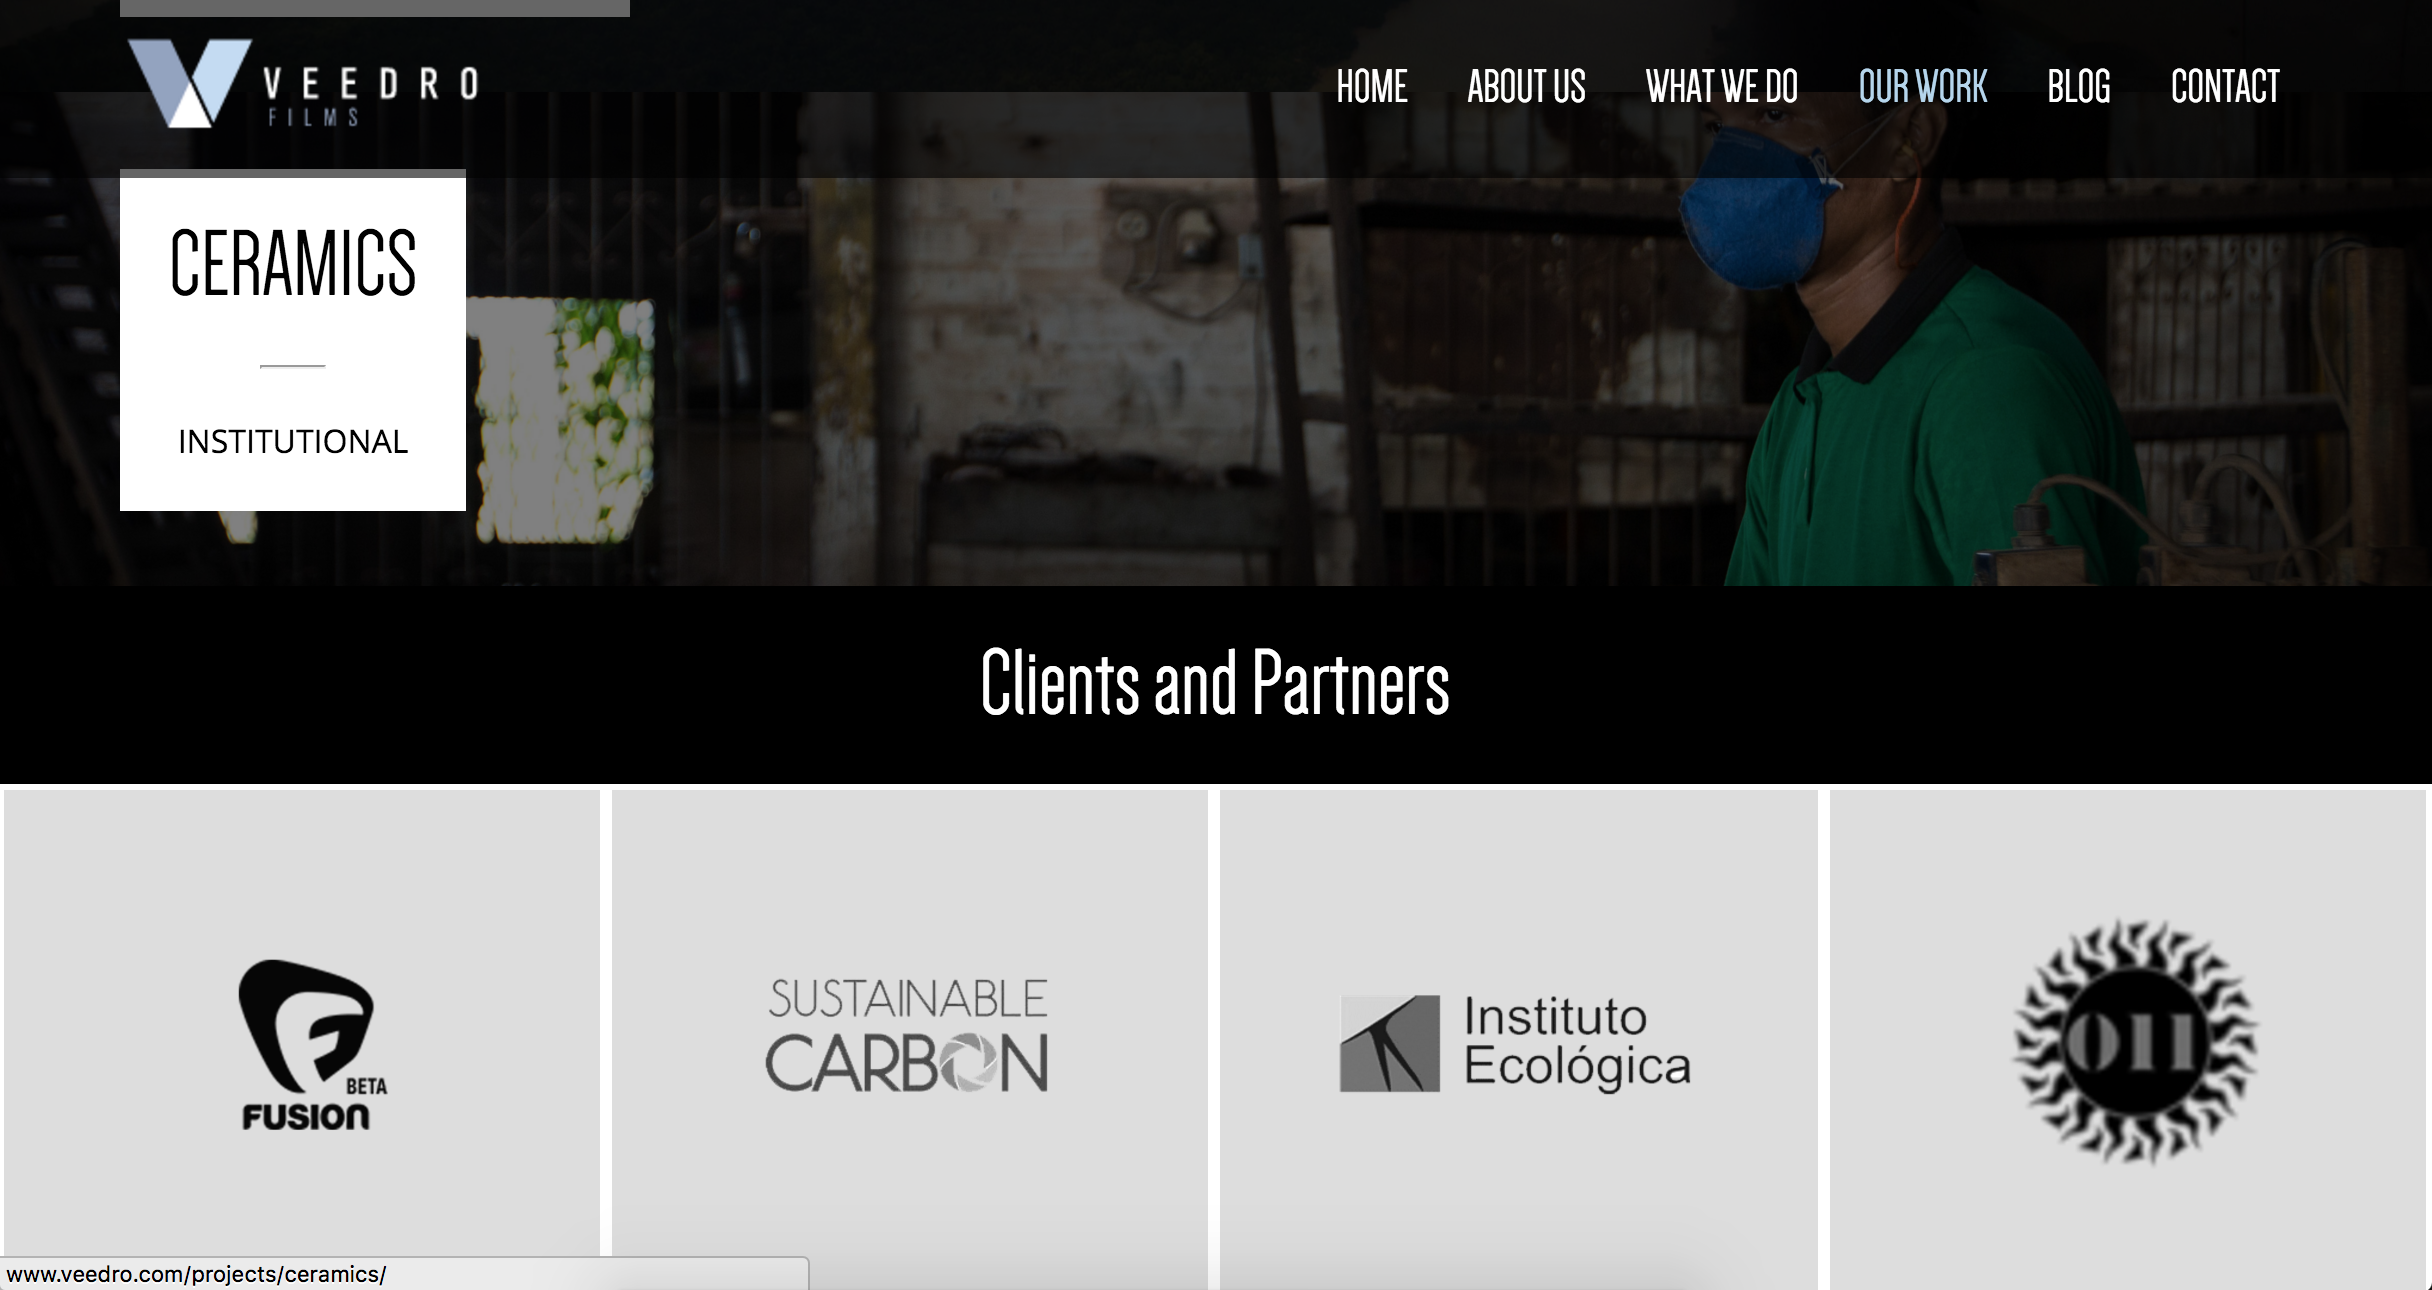 VEEDRO
FILMS
HOME
ABOUT US
WHAT WE DO
OUR WORK
BLOG
CONTACT
CERAMICS
INSTITUTIONAL
Clients and Partners
BETA
FUSION
SUSTAINABLE
CARBON
Instituto
Ecológica
OII
www.veedro.com/projects/ceramics/